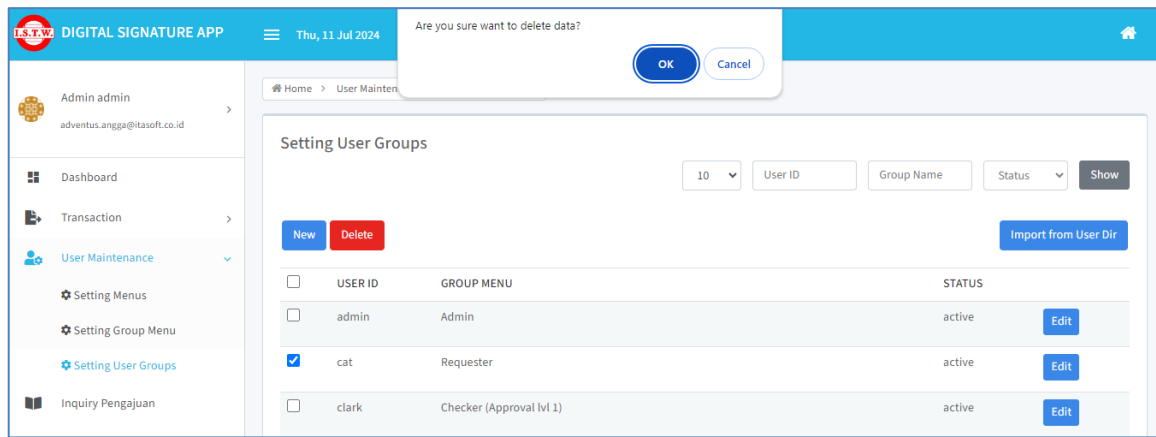 I.S.T.W. DIGITAL SIGNATURE APP
Thu, 11 Jul 2024
Are you sure want to delete data?
OK
Cancel
Admin admin
adventus.angga@itasoft.co.id
Dashboard
Transaction
User Maintenance
Setting Menus
Setting Group Menu
Setting User Groups
Inquiry Pengajuan
Home > User Mainten
Setting User Groups
10 User ID Group Name Status Show
New Delete Import from User Dir
USER ID GROUP MENU STATUS
admin Admin active Edit
cat Requester active Edit
clark Checker (Approval lvl 1) active Edit